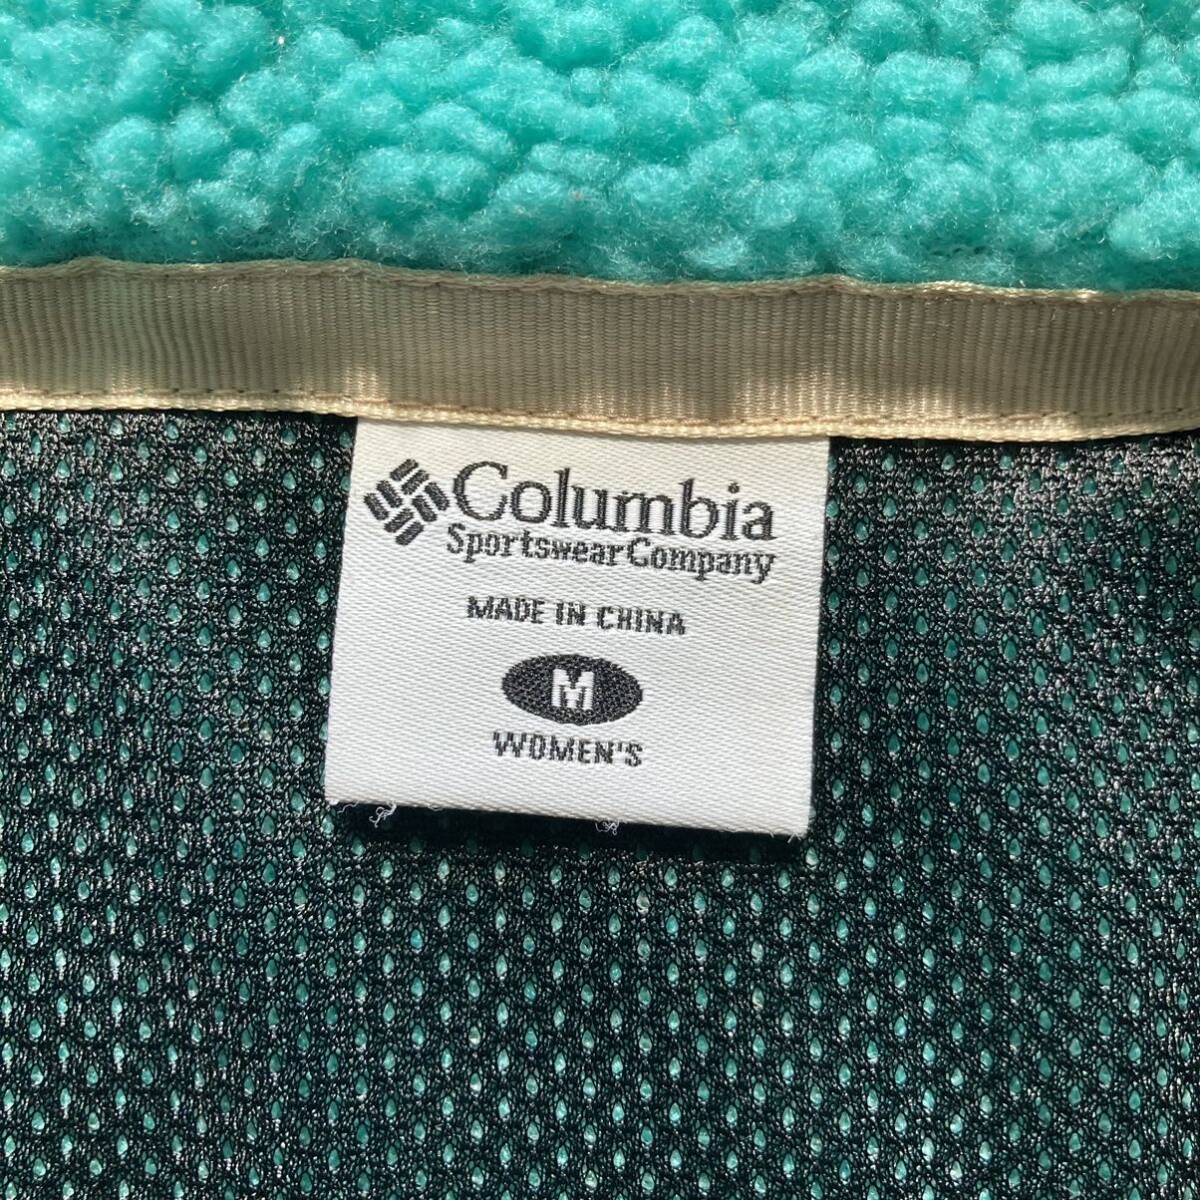 Columbia
Sportswear Company
MADE IN CHINA
M
WOMEN'S